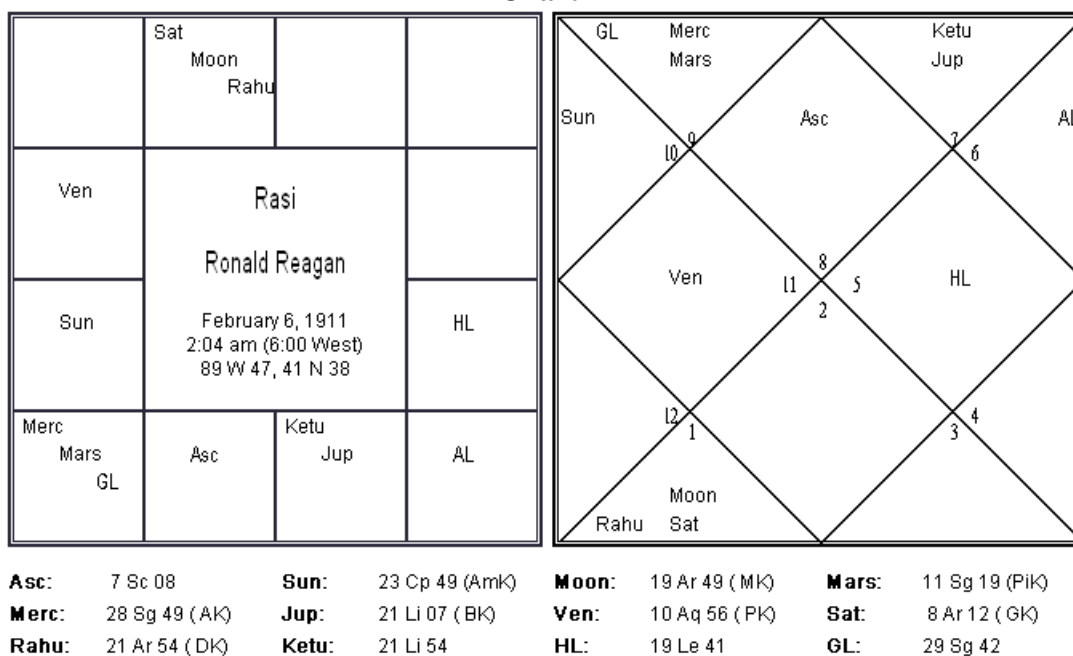 Sat
Moon
Rahu
Ven
Rasi
Ronald Reagan
February 6, 1911
2:04 am (6:00 West)
89 W 47, 41 N 38
Sun
HL
Merc
Mars
GL
Asc
Ketu
Jup
AL
GL Merc Ketu
Mars Jup
Sun Asc AL
9 7
10 6
8
Ven 11 5 HL
2
12 4
1 3
Moon
Rahu Sat
Asc: 7 Sc 08 Sun: 23 Cp 49 (AmK) Moon: 19 Ar 49 (MK) Mars: 11 Sg 19 (PiK)
Merc: 28 Sg 49 (AK) Jup: 21 Li 07 (BK) Ven: 10 Aq 56 (PK) Sat: 8 Ar 12 (GK)
Rahu: 21 Ar 54 (DK) Ketu: 21 Li 54 HL: 19 Le 41 GL: 29 Sg 42